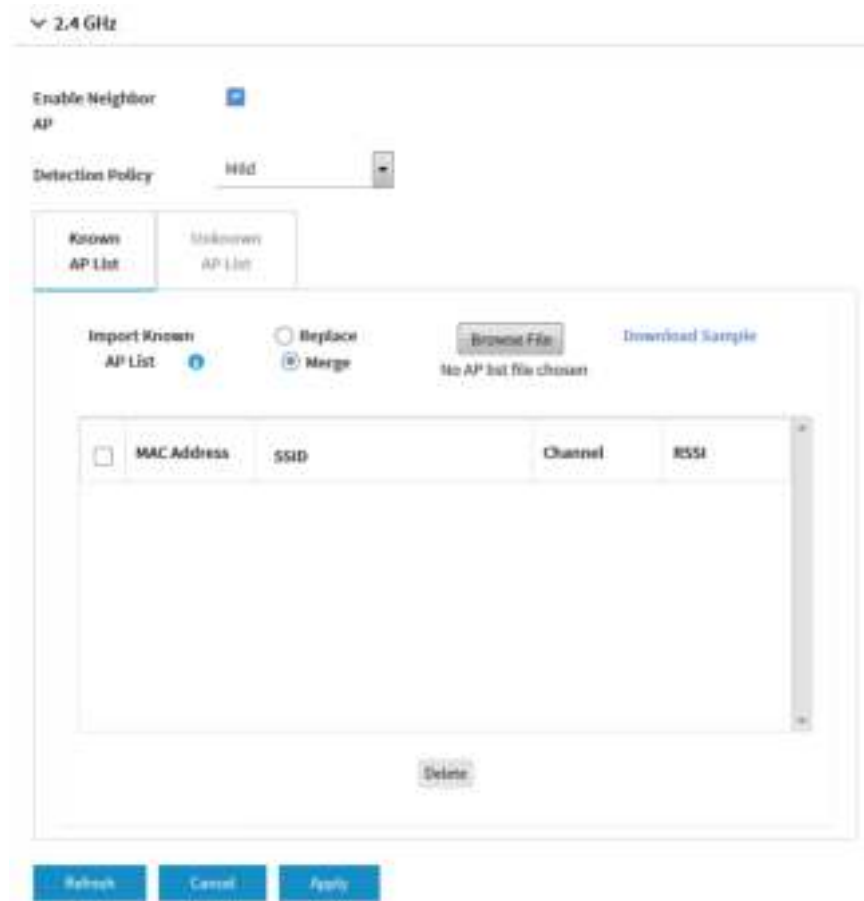 2.4 GHz
Enable Neighbor
AP
Detection Policy
Mild
Known
AP List
Unknown
AP List
Import Known
AP List
Replace
Merge
Browse File
No AP list file chosen
Download Sample
MAC Address SSID Channel RSSI
Delete
Refresh Cancel Apply